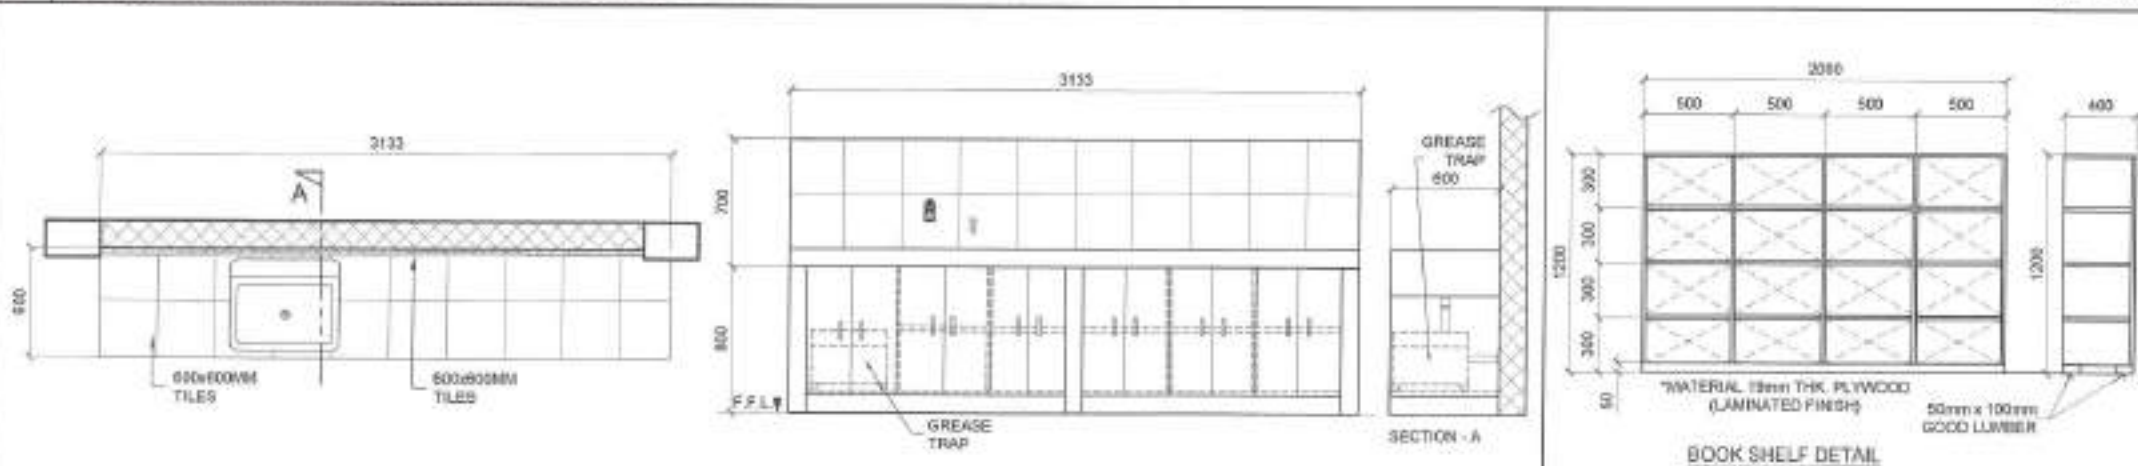 3133
A
600
600x600MM
TILES
600x600MM
TILES
3133
700
800
F.F.L.
GREASE
TRAP
GREASE
TRAP
600
SECTION - A
2000
500
500
500
500
400
1200
300
300
300
300
50
1200
*MATERIAL 19mm THK. PLYWOOD
(LAMINATED FINISH)
50mm x 100mm
GOOD LUMBER
BOOK SHELF DETAIL